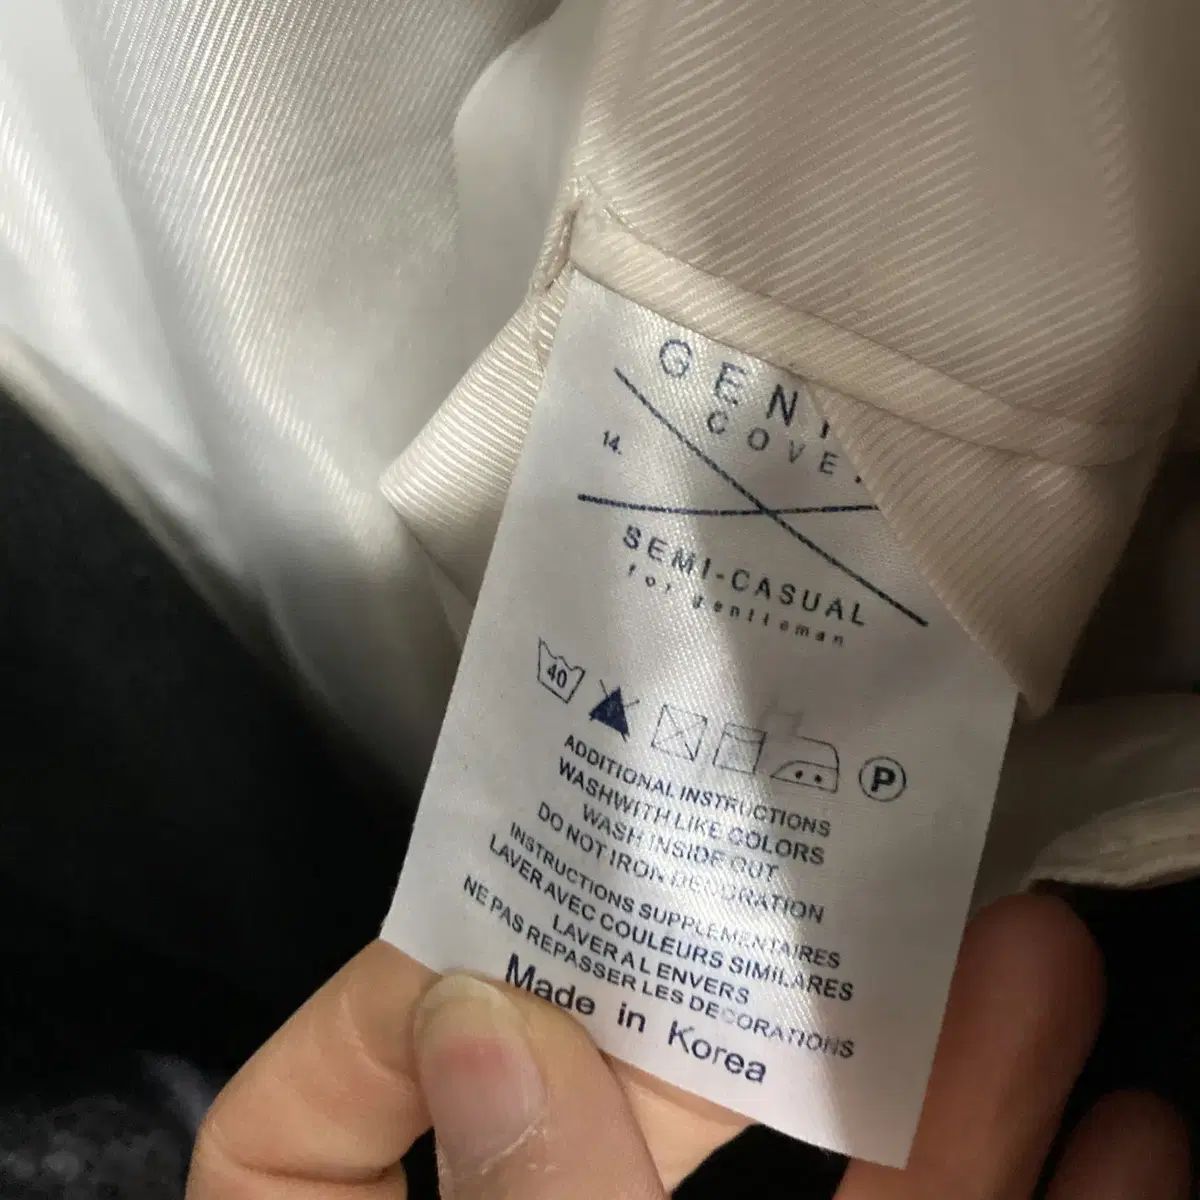 GEN
COVE
14.
SEMI-CASUAL
for gentleman
40
P
ADDITIONAL INSTRUCTIONS
WASHWITH LIKE COLORS
WASH INSIDE OUT
DO NOT IRON DECORATION
INSTRUCTIONS SUPPLEMENTAIRES
LAVER AVEC COULEURS SIMILARES
LAVER A L ENVERS
NE PAS REPASSER LES DECORATIONS
Made in Korea